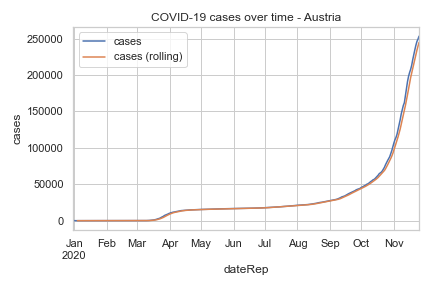 COVID-19 cases over time - Austria
cases
cases (rolling)
250000
200000
150000
100000
50000
0
cases
Jan Feb Mar Apr May Jun Jul Aug Sep Oct Nov
2020
dateRep